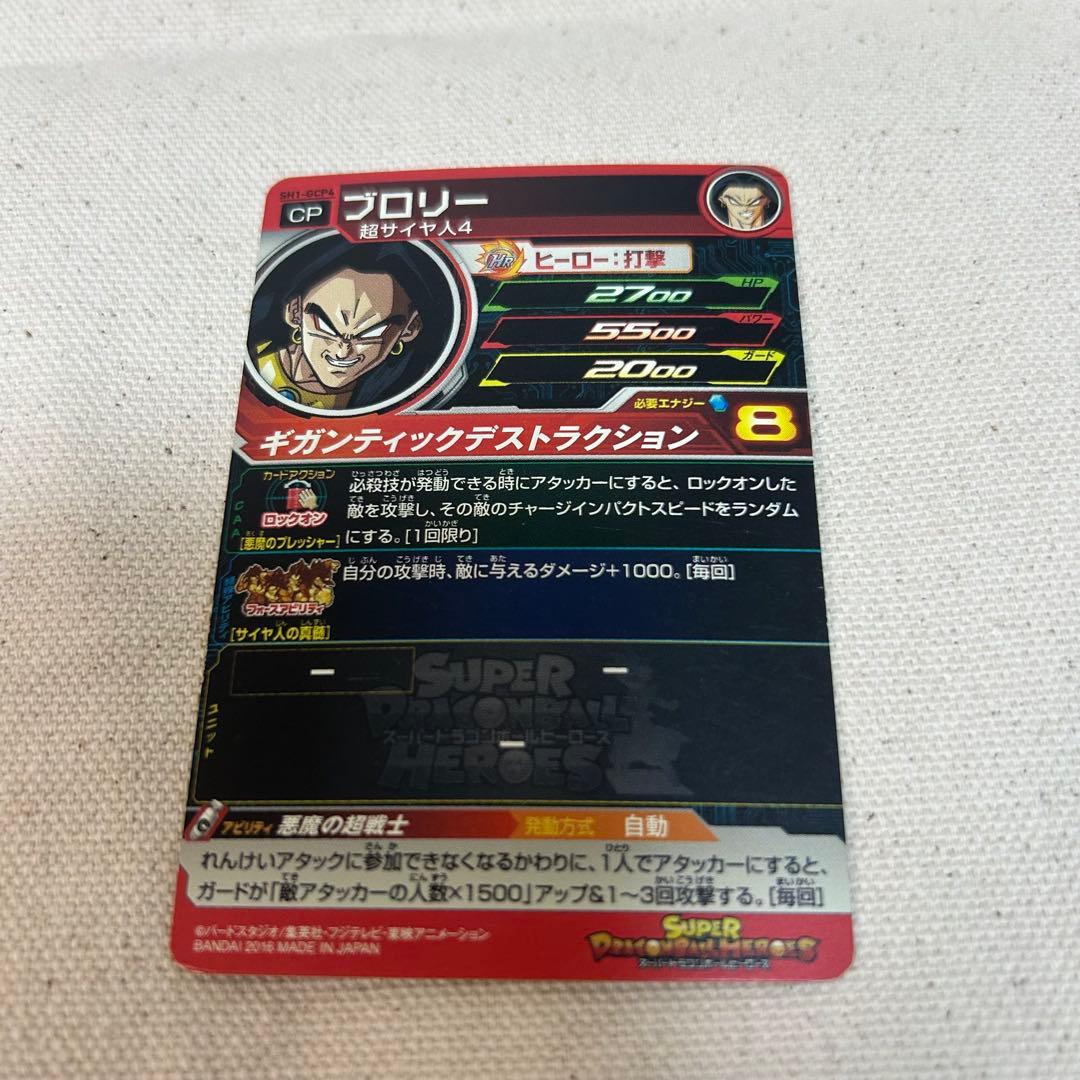 SH1-GCP4
CP
ブロリー
超サイヤ人4
HR
ヒーロー:打撃
HP
2700
パワー
5500
ガード
2000
必要エナジー
8
ギガンティックデストラクション
CAA
カードアクション
ロックオン
[悪魔のプレッシャー]
必殺技が発動できる時にアタッカーにすると、ロックオンした
敵を攻撃し、その敵のチャージインパクトスピードをランダム
にする。[1回限り]
フォースアビリティ
[サイヤ人の真髄]
自分の攻撃時、敵に与えるダメージ+1000。[毎回]
ユニット
ー
ー
ー
SUPER
DRAGONBALL
スーパードラゴンボールヒーローズ
HEROES
アビリティ 悪魔の超戦士 発動方式 自動
れんけいアタックに参加できなくなるかわりに、1人でアタッカーにすると、
ガードが「敵アタッカーの人数×1500」アップ&1～3回攻撃する。[毎回]
©バードスタジオ/集英社・フジテレビ・東映アニメーション
BANDAI 2016 MADE IN JAPAN
SUPER
DRAGONBALL HEROES
スーパードラゴンボールヒーローズ